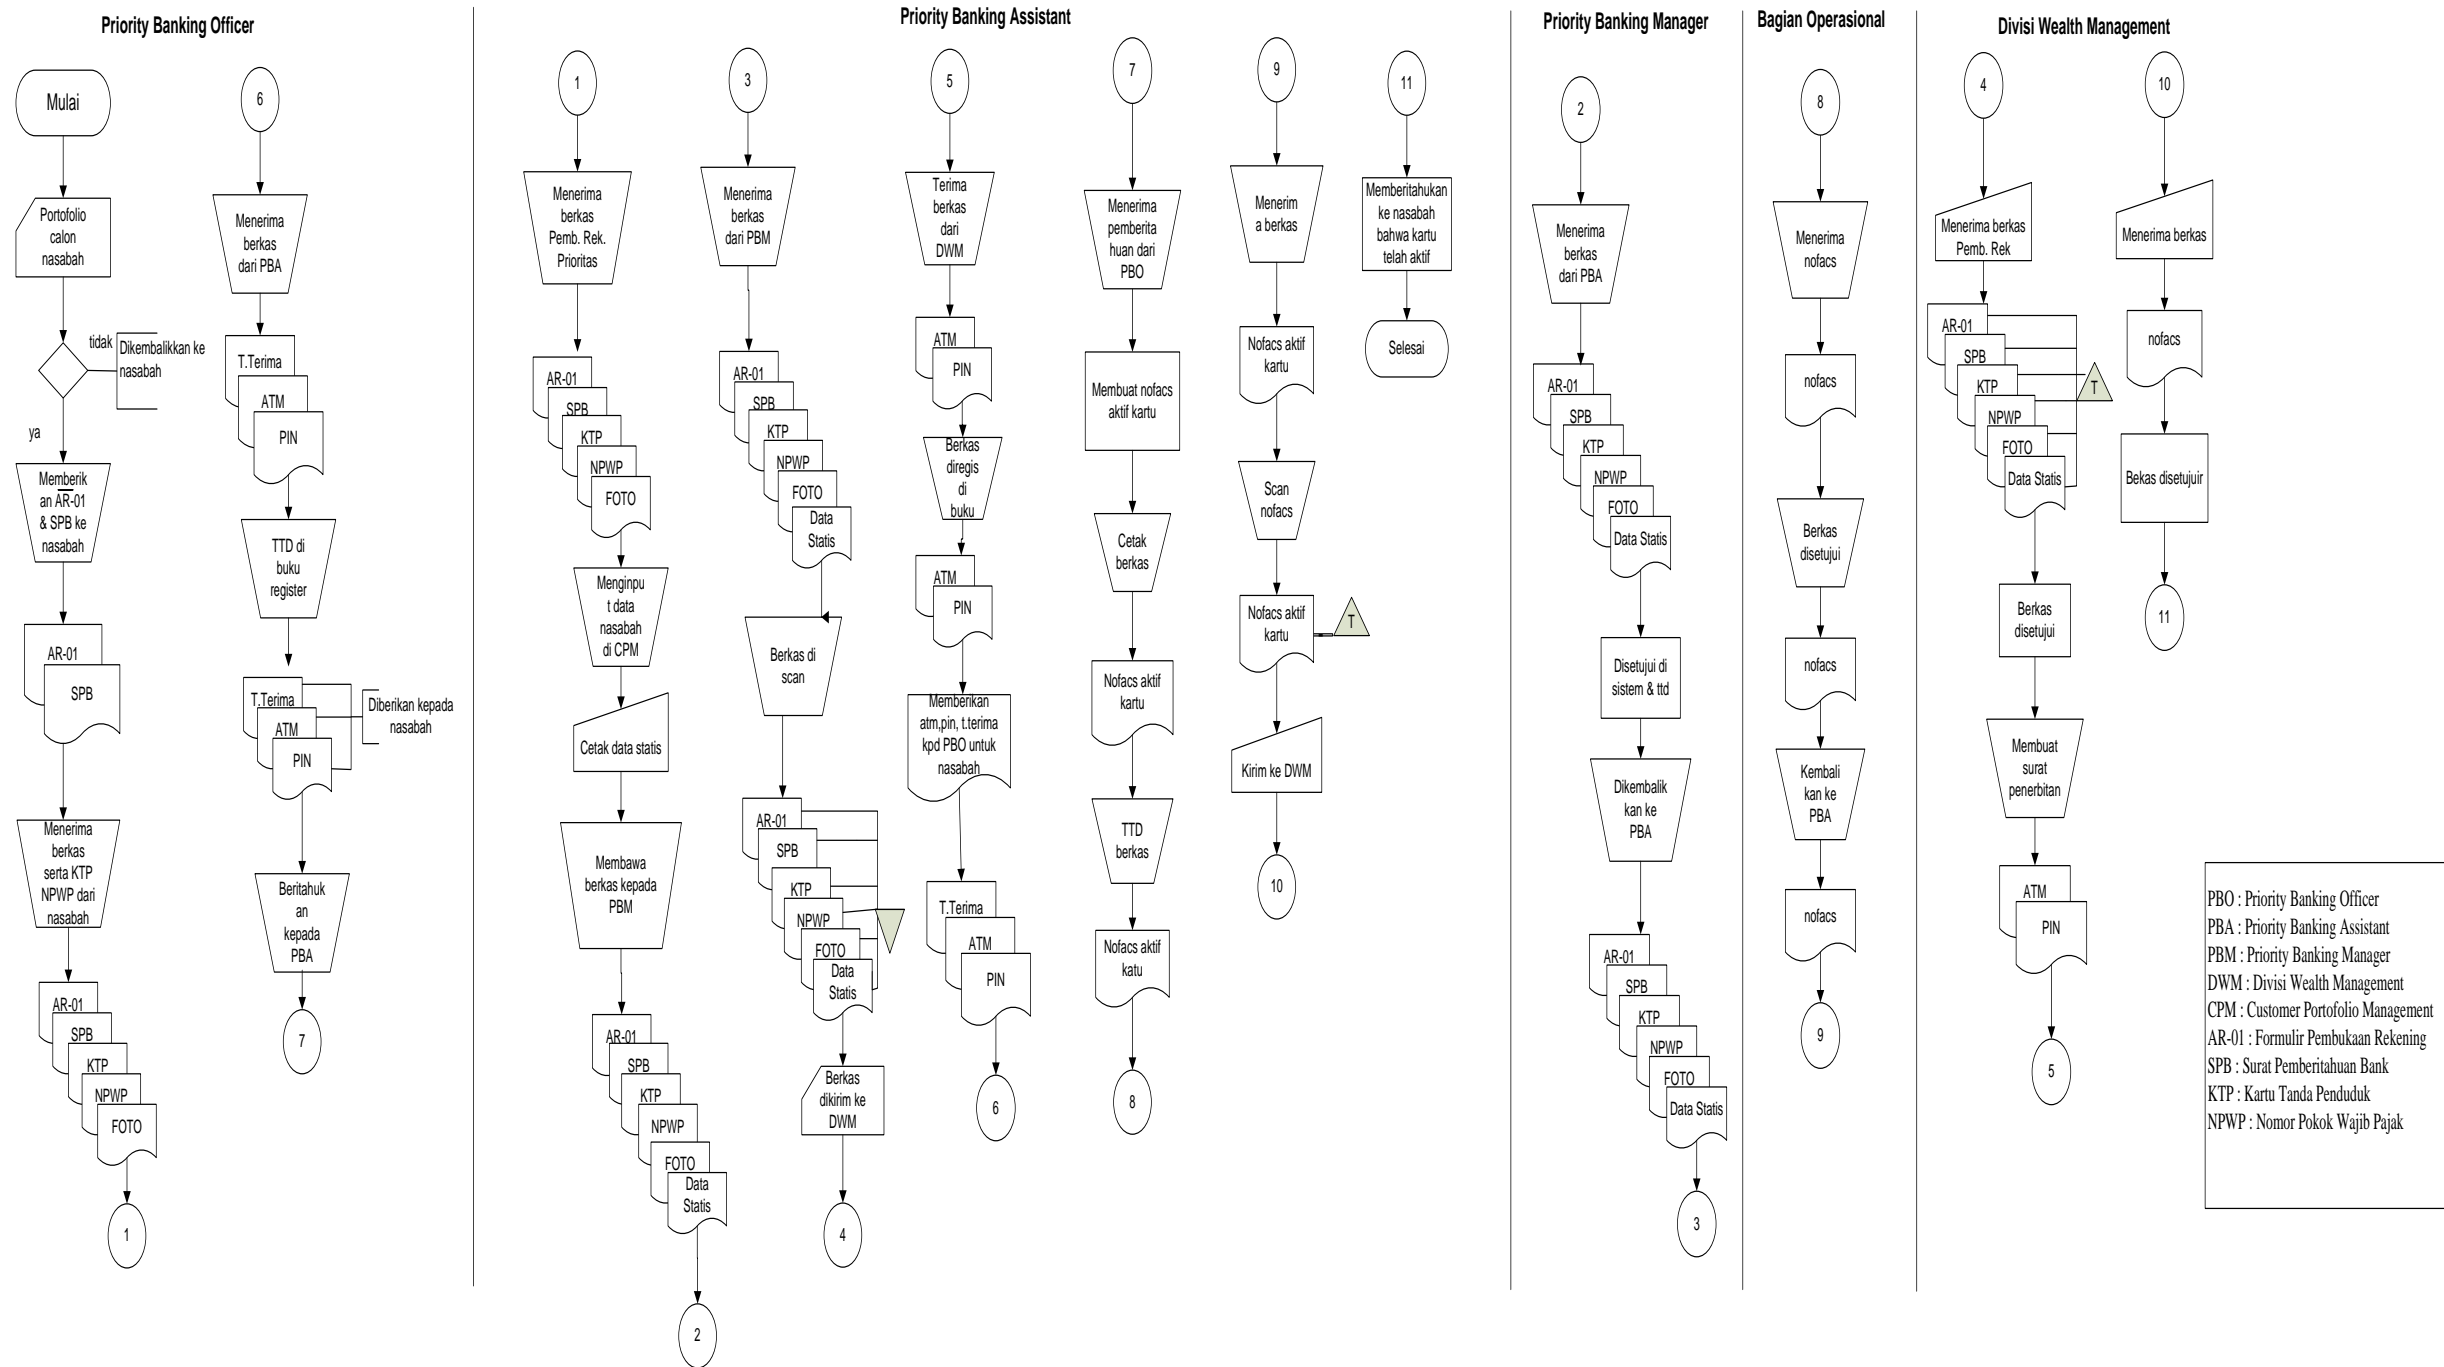 Priority Banking Officer
Mulai
Portofolio
calon
nasabah
tidak
Dikembalikkan ke
nasabah
ya
Memberik
an AR-01
& SPB ke
nasabah
AR-01
SPB
Menerima
berkas
serta KTP
NPWP dari
nasabah
AR-01
SPB
KTP
NPWP
FOTO
1
6
Menerima
berkas
dari PBA
T.Terima
ATM
PIN
TTD di
buku
register
T.Terima
ATM
PIN
Diberikan kepada
nasabah
Beritahuk
an
kepada
PBA
7
Priority Banking Assistant
1
Menerima
berkas
Pemb. Rek.
Prioritas
AR-01
SPB
KTP
NPWP
FOTO
Menginpu
t data
nasabah
di CPM
Cetak data statis
Membawa
berkas kepada
PBM
AR-01
SPB
KTP
NPWP
FOTO
Data
Statis
2
3
Menerima
berkas
dari PBM
AR-01
SPB
KTP
NPWP
FOTO
Data
Statis
Berkas di
scan
AR-01
SPB
KTP
NPWP
FOTO
Data
Statis
Berkas
dikirim ke
DWM
4
5
Terima
berkas
dari
DWM
ATM
PIN
Berkas
diregis
di
buku
ATM
PIN
Memberikan
atm,pin, t.terima
kpd PBO untuk
nasabah
T.Terima
ATM
PIN
6
7
Menerima
pemberita
huan dari
PBO
Membuat nofacs
aktif kartu
Cetak
berkas
Nofacs aktif
kartu
TTD
berkas
Nofacs aktif
katu
8
9
Menerim
a berkas
Nofacs aktif
kartu
Scan
nofacs
Nofacs aktif
kartu
T
Kirim ke DWM
10
11
Memberitahukan
ke nasabah
bahwa kartu
telah aktif
Selesai
Priority Banking Manager
2
Menerima
berkas
dari PBA
AR-01
SPB
KTP
NPWP
FOTO
Data Statis
Disetujui di
sistem & ttd
Dikembalik
kan ke
PBA
AR-01
SPB
KTP
NPWP
FOTO
Data Statis
3
Bagian Operasional
8
Menerima
nofacs
nofacs
Berkas
disetujui
nofacs
Kembali
kan ke
PBA
nofacs
9
Divisi Wealth Management
4
Menerima berkas
Pemb. Rek
AR-01
SPB
KTP
NPWP
FOTO
Data Statis
T
Berkas
disetujui
Membuat
surat
penerbitan
ATM
PIN
5
10
Menerima berkas
nofacs
Bekas disetujuir
11
PBO : Priority Banking Officer
PBA : Priority Banking Assistant
PBM : Priority Banking Manager
DWM : Divisi Wealth Management
CPM : Customer Portofolio Management
AR-01 : Formulir Pembukaan Rekening
SPB : Surat Pemberitahuan Bank
KTP : Kartu Tanda Penduduk
NPWP : Nomor Pokok Wajib Pajak